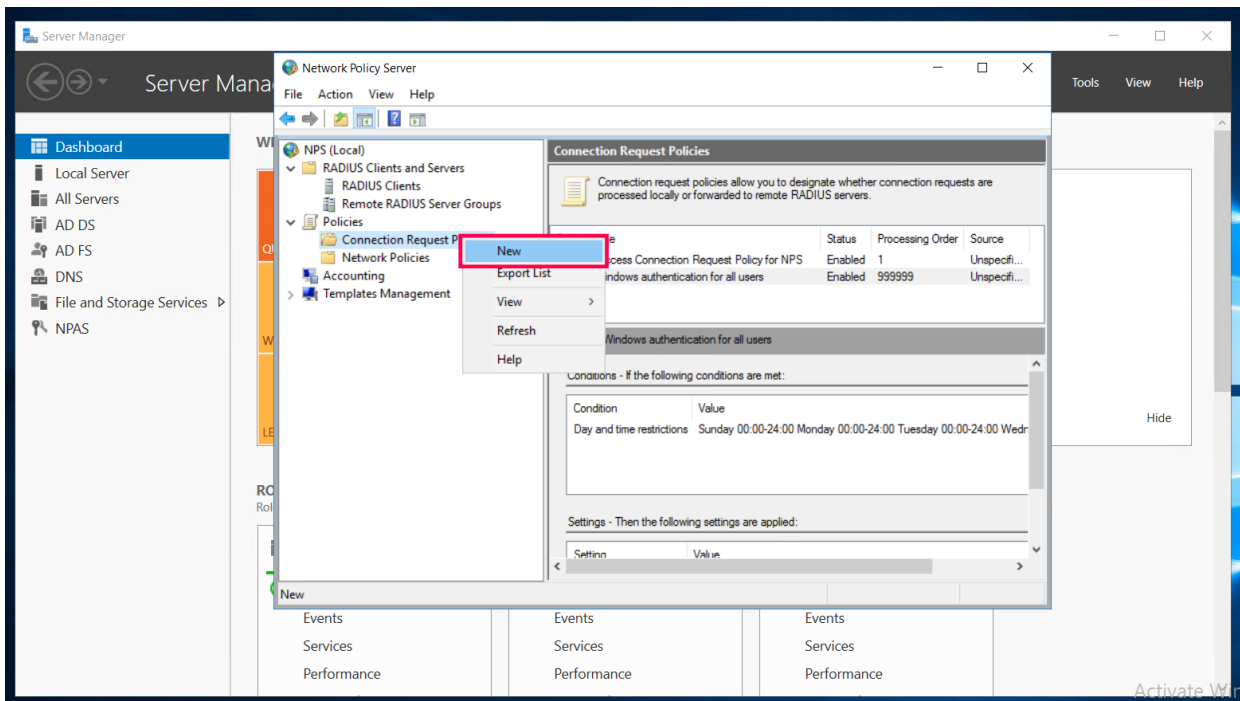 Server Manager
Server Mana
Tools View Help
Dashboard
Local Server
All Servers
AD DS
AD FS
DNS
File and Storage Services
NPAS
WE
QU
W
LE
Hide
RO
Rol
Network Policy Server
File Action View Help
NPS (Local)
RADIUS Clients and Servers
RADIUS Clients
Remote RADIUS Server Groups
Policies
Connection Request P
Network Policies
Accounting
Templates Management
New
Export List
View
Refresh
Help
Connection Request Policies
Connection request policies allow you to designate whether connection requests are
processed locally or forwarded to remote RADIUS servers.
e Status Processing Order Source
ccess Connection Request Policy for NPS Enabled 1 Unspecifi...
indows authentication for all users Enabled 999999 Unspecifi...
Windows authentication for all users
Conditions - If the following conditions are met:
Condition Value
Day and time restrictions Sunday 00:00-24:00 Monday 00:00-24:00 Tuesday 00:00-24:00 Wedr
Settings - Then the following settings are applied:
Setting Value
New
Events Events Events
Services Services Services
Performance Performance Performance
Activate Wir